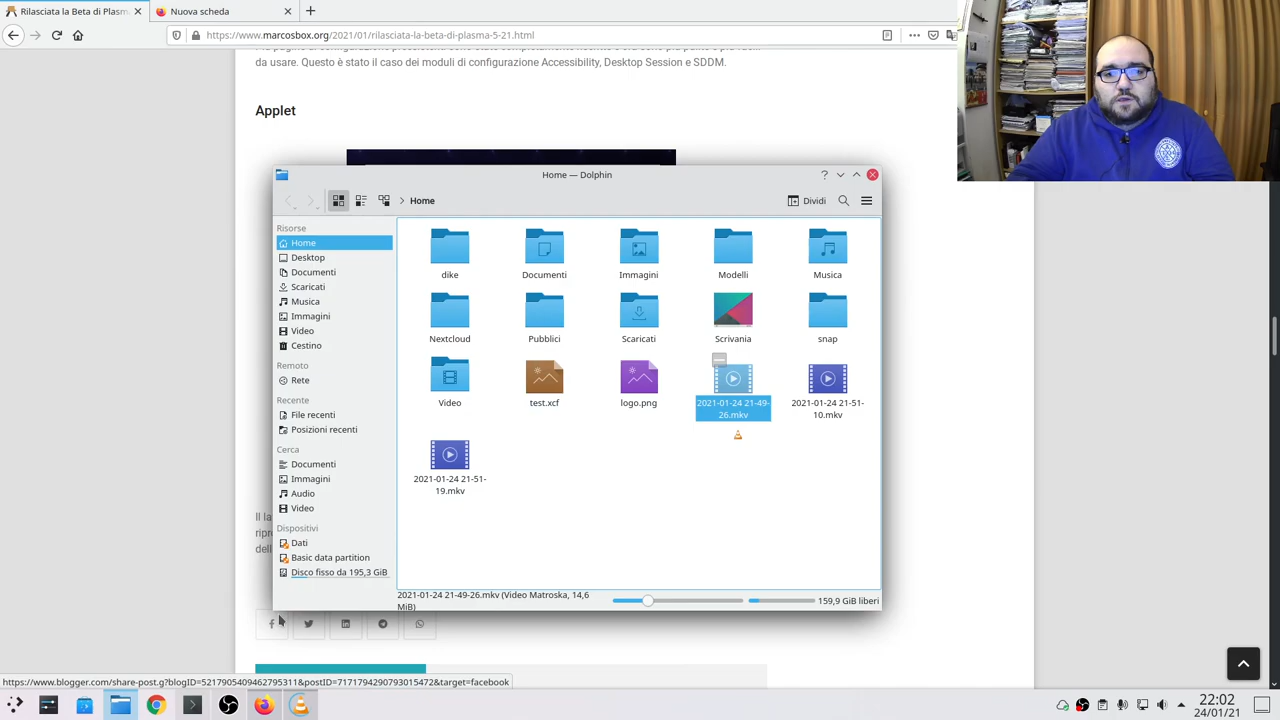 Rilasciata la Beta di Plasm
Nuova scheda
https://www.marcosbox.org/2021/01/rilasciata-la-beta-di-plasma-5-21.html
da usare. Quest
to il caso dei moduli di configurazione Accessibility, Desktop Session e SDDM.
Applet
Home — Dolphin
Home
Dividi
Risorse
Home
Desktop
Documenti
Scaricati
Musica
Immagini
Video
Cestino
Remoto
Rete
Recente
File recenti
Posizioni recenti
Cerca
Documenti
Immagini
Audio
Video
Dispositivi
Dati
Basic data partition
Disco fisso da 195,3 GiB
dike
Documenti
Immagini
Modelli
Musica
Nextcloud
Pubblici
Scaricati
Scrivania
snap
Video
test.xcf
logo.png
2021-01-24 21-49-
26.mkv
2021-01-24 21-51-
10.mkv
2021-01-24 21-51-
19.mkv
Il la
ripro
dell
2021-01-24 21-49-26.mkv (Video Matroska, 14,6
MiB)
159,9 GiB liberi
https://www.blogger.com/share-post.g?blogID=5217905409462795311&postID=7171794290793015472&target=facebook
22:02
24/01/21